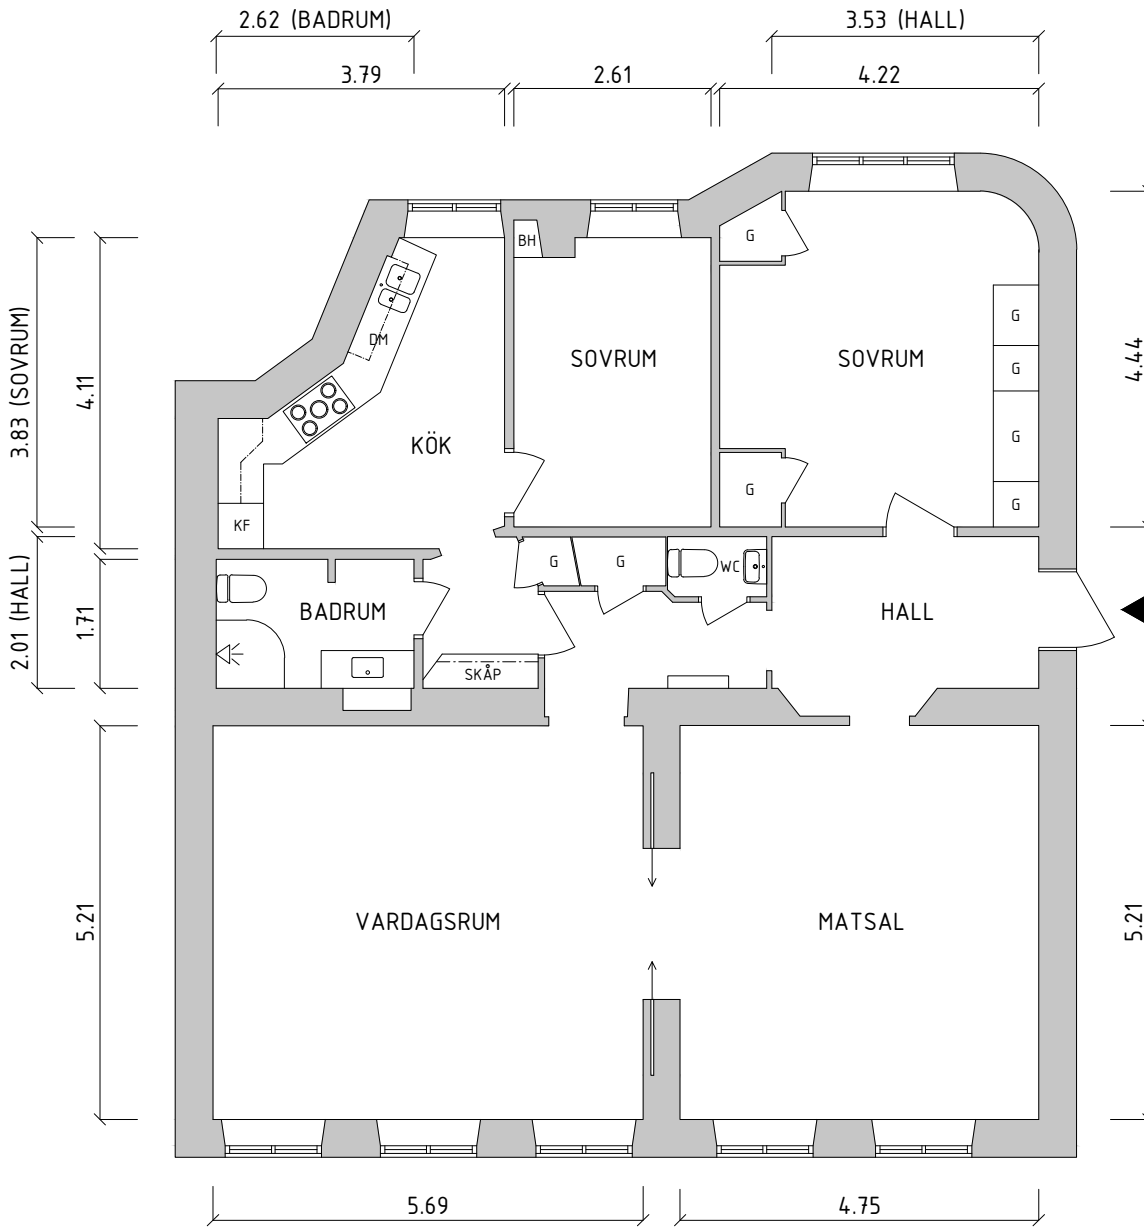 2.62 (BADRUM)
3.53 (HALL)
3.79
2.61
4.22
G
BH
3.83 (SOVRUM)
4.11
DM
SOVRUM
SOVRUM
G
G
4.44
KÖK
G
G
G
KF
2.01 (HALL)
1.71
BADRUM
G
G
WC
HALL
SKÅP
5.21
VARDAGSRUM
MATSAL
5.21
5.69
4.75